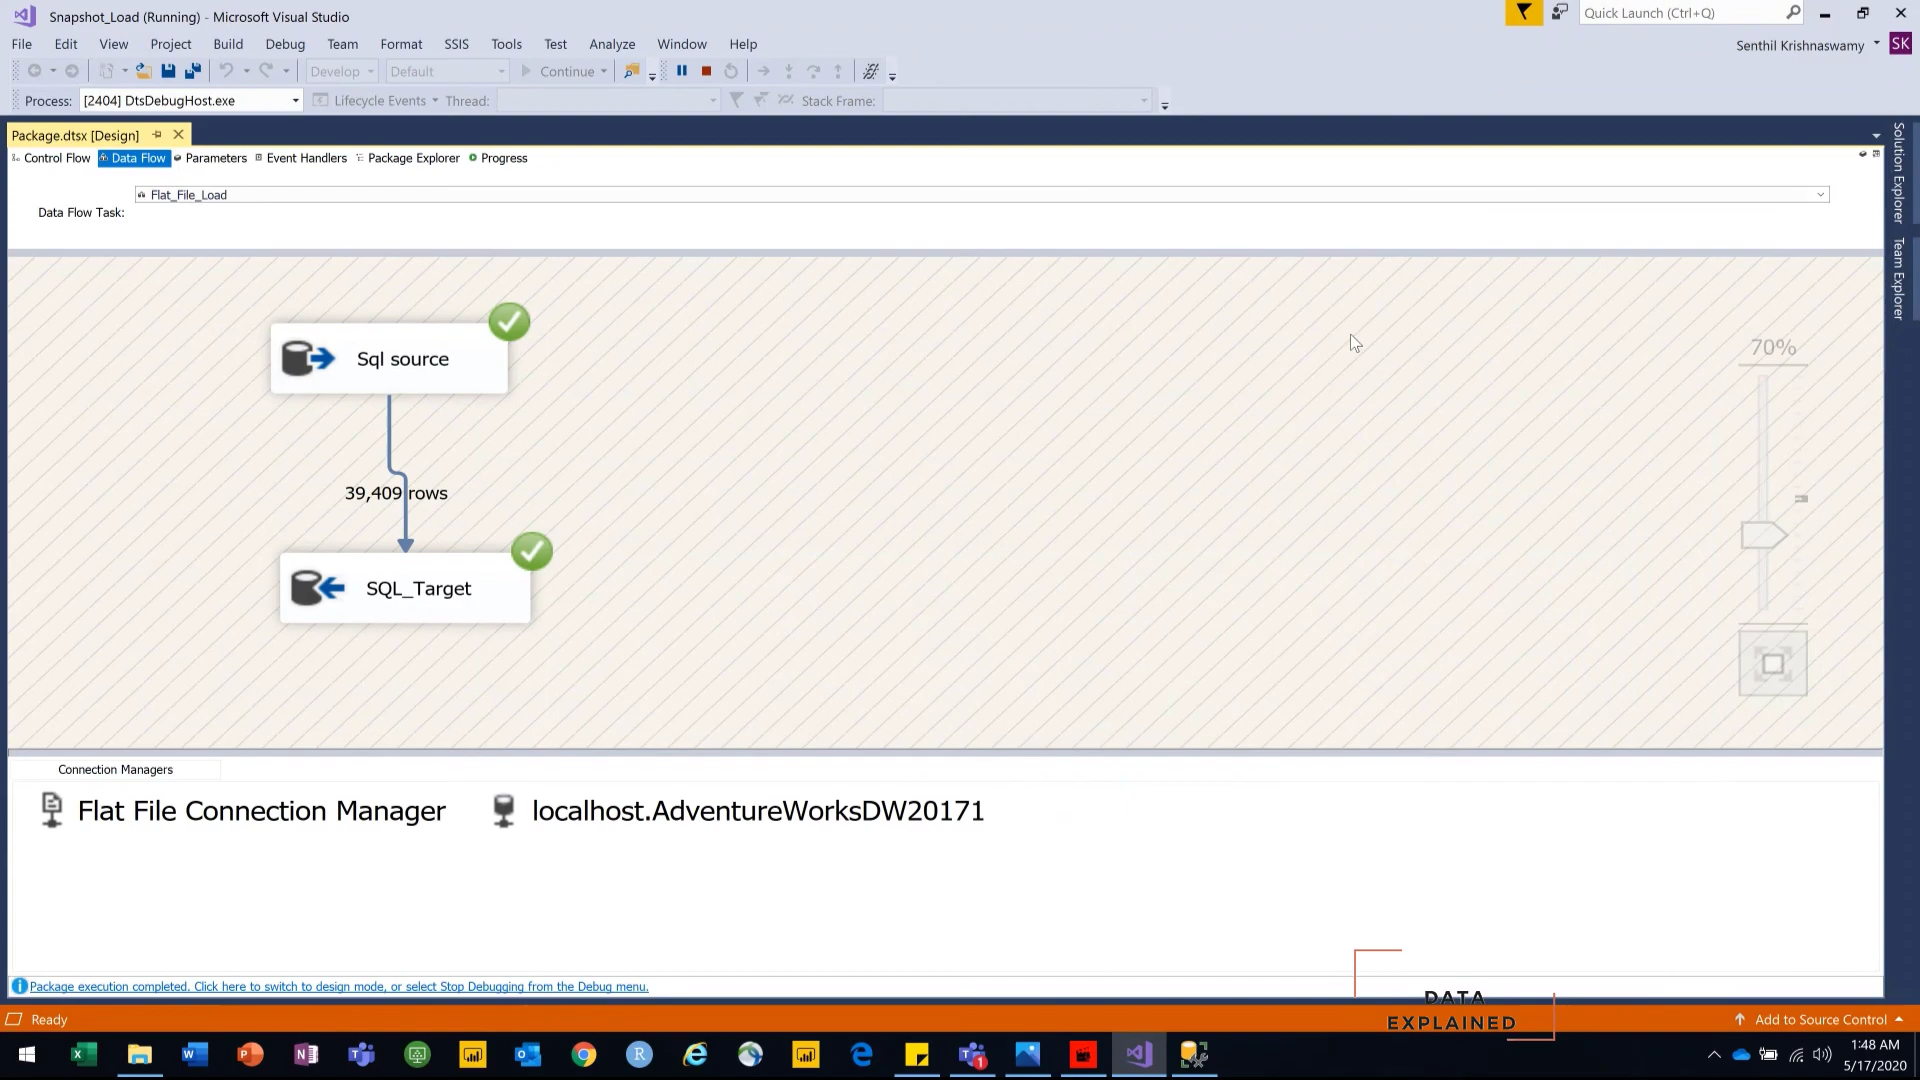 Snapshot_Load (Running) - Microsoft Visual Studio
Quick Launch (Ctrl+Q)
File Edit View Project Build Debug Team Format SSIS Tools Test Analyze Window Help
Senthil Krishnaswamy SK
Develop Default Continue
Process: [2404] DtsDebugHost.exe Lifecycle Events Thread: Stack Frame:
Package.dtsx [Design]
Control Flow Data Flow Parameters Event Handlers Package Explorer Progress
Flat_File_Load
Data Flow Task:
Solution Explorer
Team Explorer
Sql source
70%
39,409 rows
SQL_Target
Connection Managers
Flat File Connection Manager localhost.AdventureWorksDW20171
Package execution completed. Click here to switch to design mode, or select Stop Debugging from the Debug menu.
DATA
EXPLAINED
Ready
Add to Source Control
1:48 AM
5/17/2020